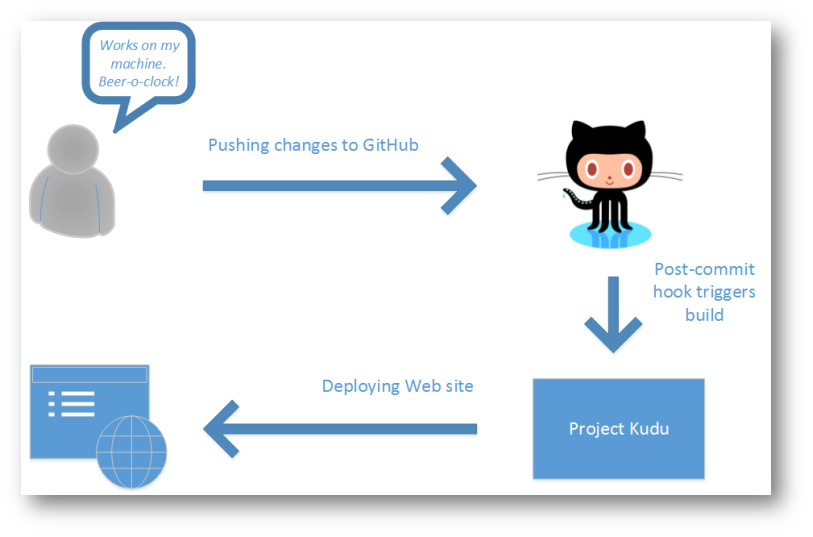 Works on my
machine.
Beer-o-clock!
Pushing changes to GitHub
Post-commit
hook triggers
build
Deploying Web site
Project Kudu